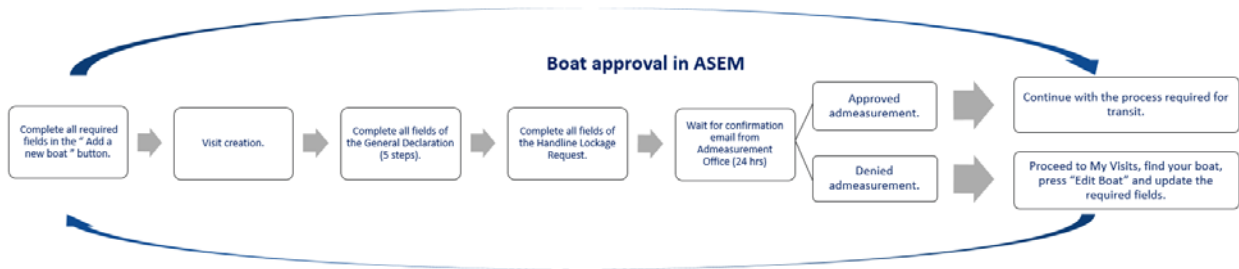 Boat approval in ASEM
Complete all required
fields in the " Add a
new boat " button.
Visit creation.
Complete all fields of
the General Declaration
(5 steps).
Complete all fields of
the Handline Lockage
Request.
Wait for confirmation
email from
Admeasurement
Office (24 hrs)
Approved
admeasurement.
Denied
admeasurement.
Continue with the process required for
transit.
Proceed to My Visits, find your boat,
press "Edit Boat" and update the
required fields.